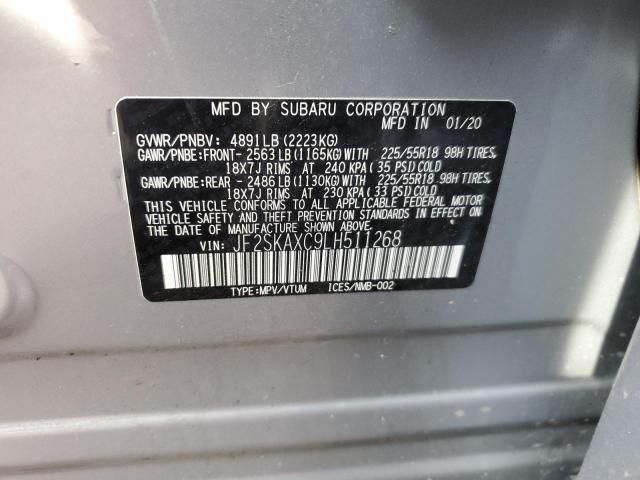 MFD BY SUBARU CORPORATION
MFD IN 01/20
GVWR/PNBV: 4891LB (2223KG)
GAWR/PNBE:FRONT- 2563LB(1165KG)WITH 225/55R18 98H TIRES,
18X7J RIMS AT 240 KPA(35 PSI)COLD
GAWR/PNBE:REAR - 2486LB(1130KG)WITH 225/55R18 98H TIRES,
18X7J RIMS AT 230 KPA(33 PSI)COLD
THIS VEHICLE CONFORMS TO ALL APPLICABLE FEDERAL MOTOR
VEHICLE SAFETY AND THEFT PREVENTION STANDARDS IN EFFECT ON
THE DATE OF MANUFACTURE SHOWN ABOVE.
VIN: JF2SKAXC9LH511268
TYPE:MPV/VTUM ICES/NMB-002